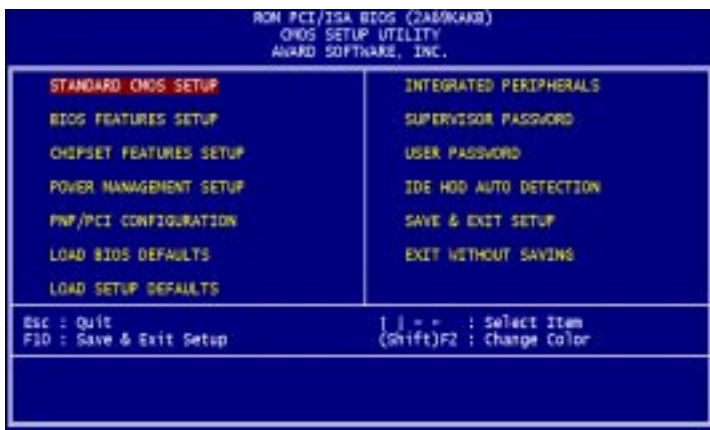 ROM PCI/ISA BIOS (2A69KAKB)
CMOS SETUP UTILITY
AWARD SOFTWARE, INC.
STANDARD CMOS SETUP
BIOS FEATURES SETUP
CHIPSET FEATURES SETUP
POWER MANAGEMENT SETUP
PNP/PCI CONFIGURATION
LOAD BIOS DEFAULTS
LOAD SETUP DEFAULTS
INTEGRATED PERIPHERALS
SUPERVISOR PASSWORD
USER PASSWORD
IDE HDD AUTO DETECTION
SAVE & EXIT SETUP
EXIT WITHOUT SAVING
Esc : Quit
F10 : Save & Exit Setup
: Select Item
(Shift)F2 : Change Color